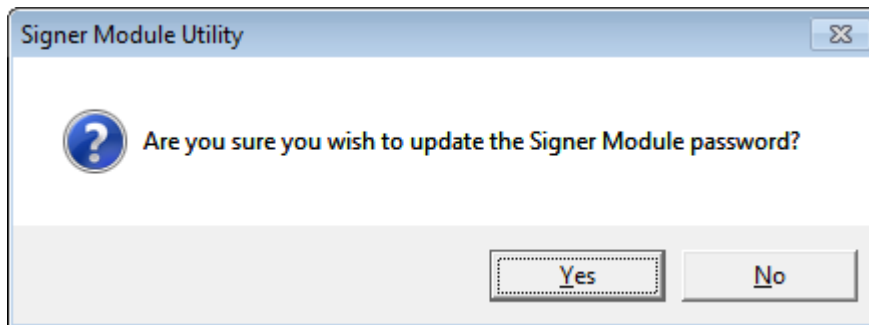 Signer Module Utility
Are you sure you wish to update the Signer Module password?
Yes
No